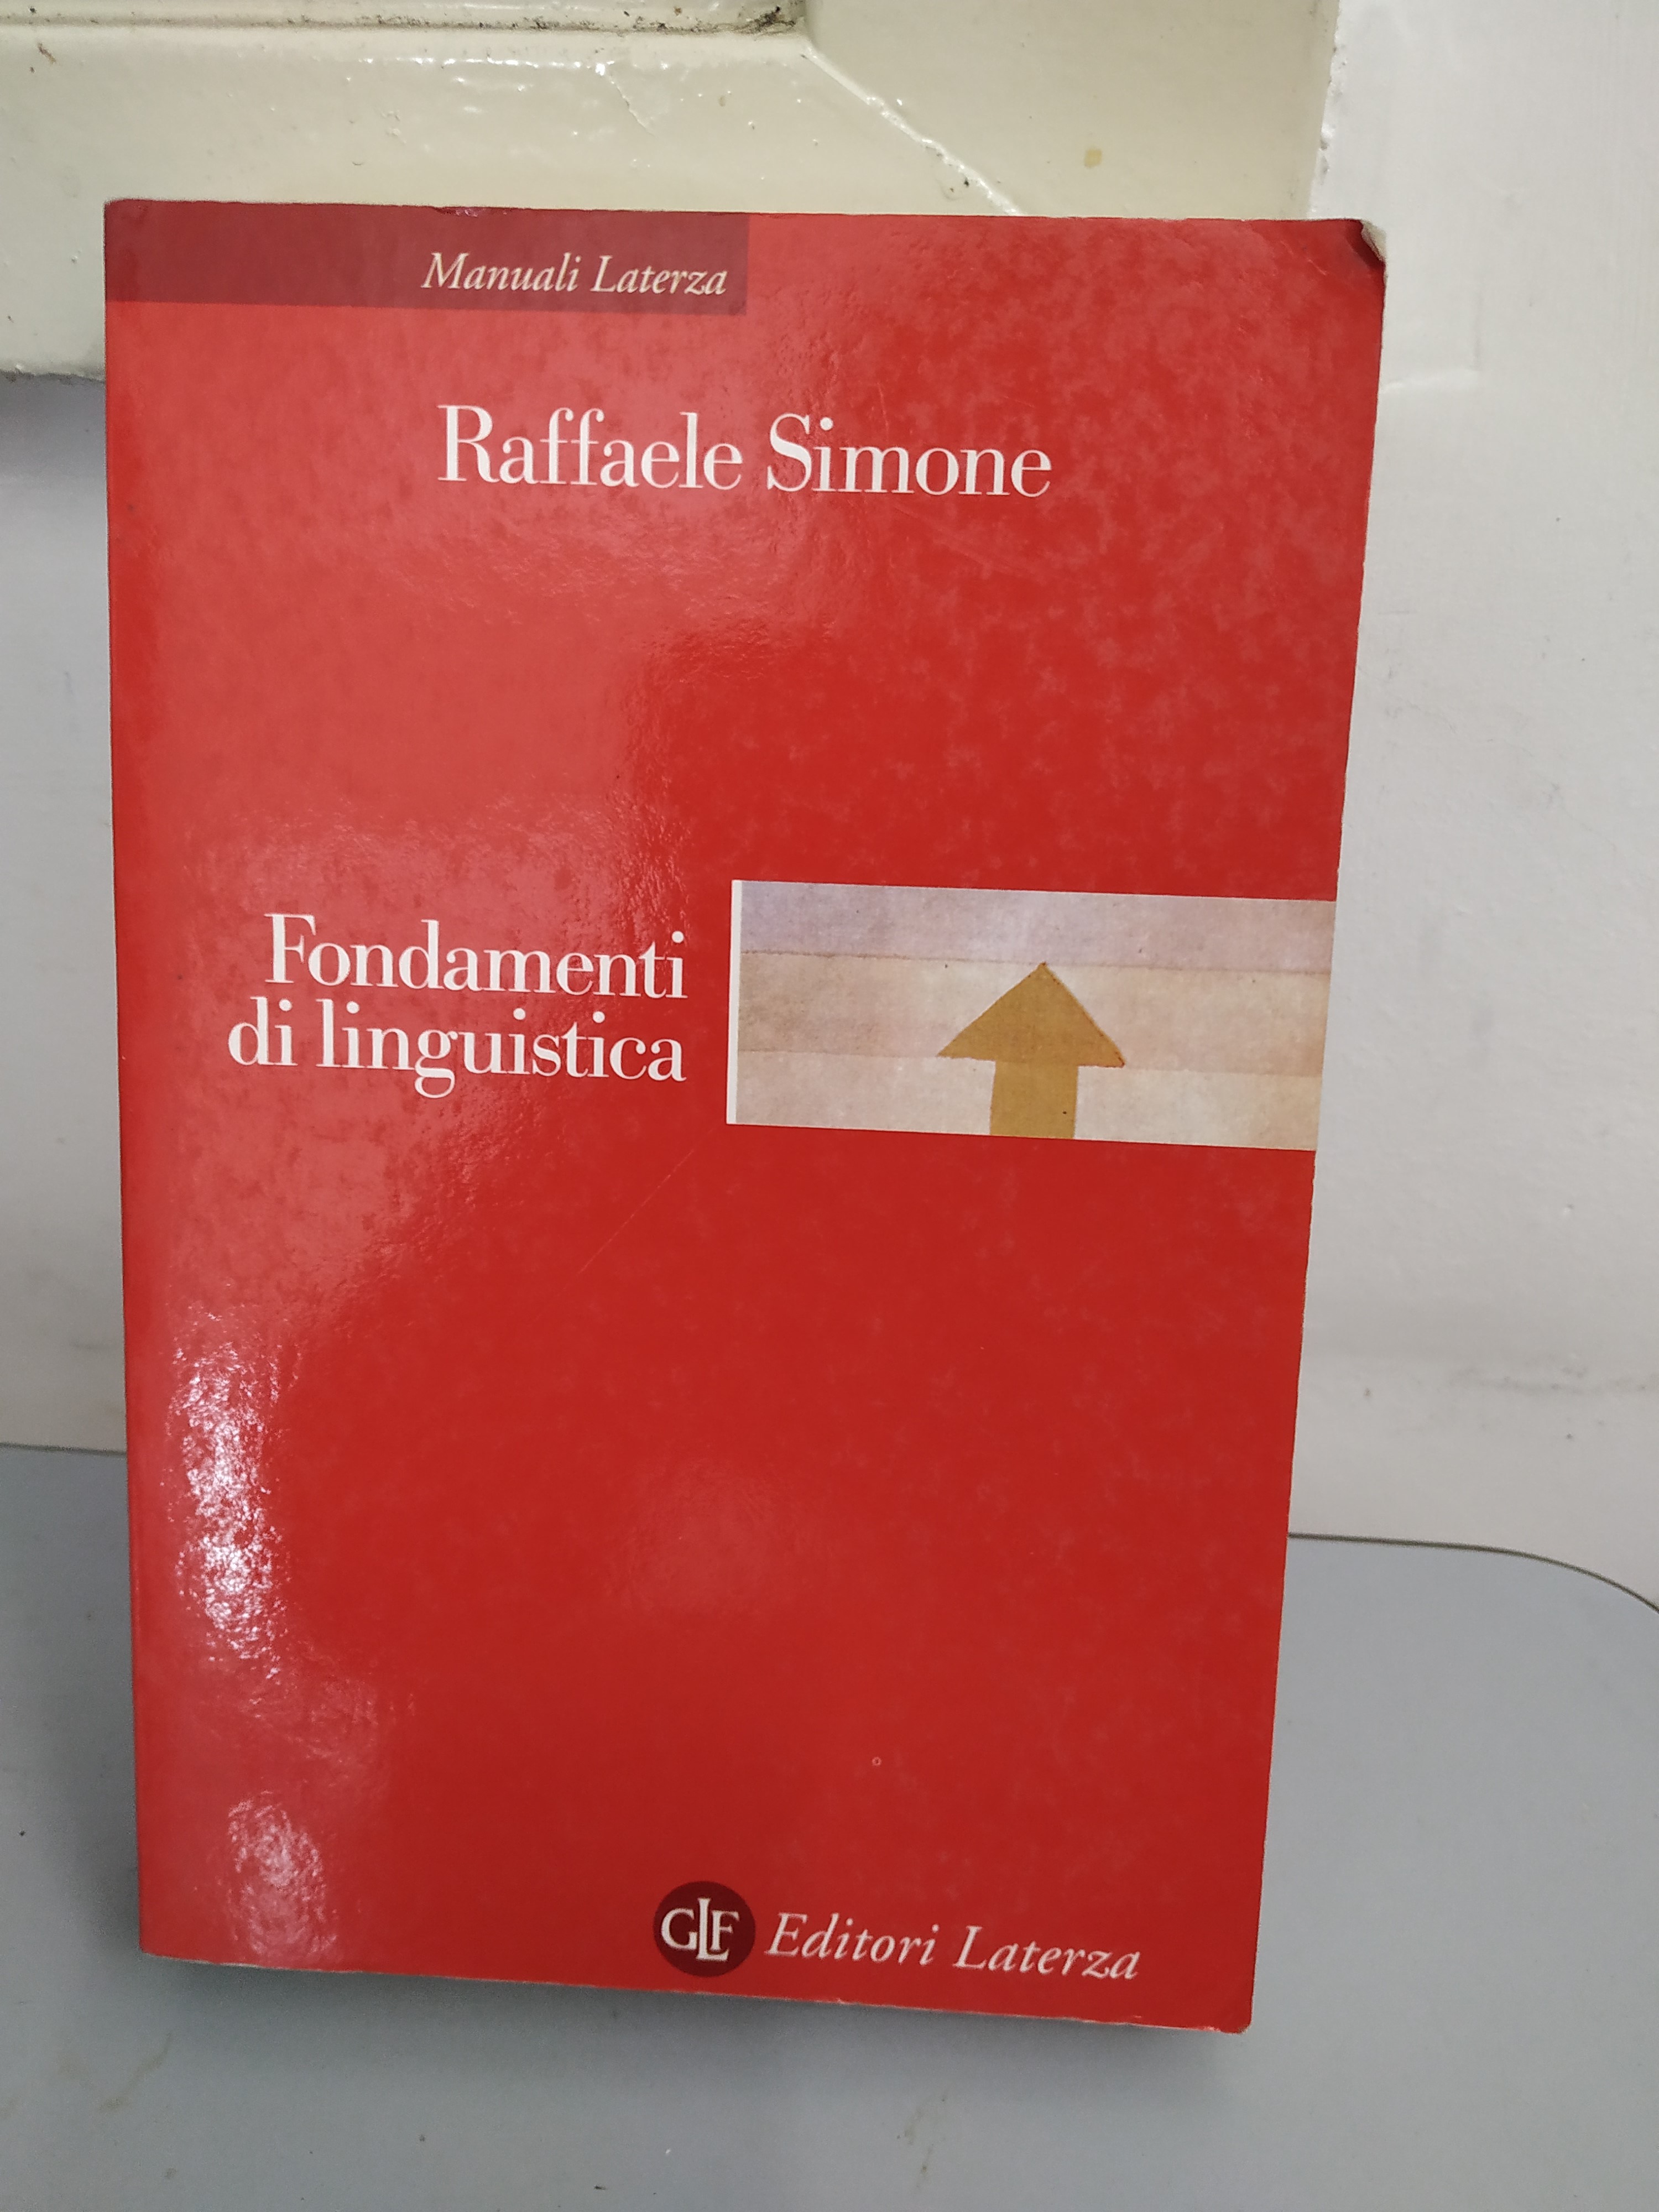 Manuali Laterza
Raffaele Simone
Fondamenti
di linguistica
GLF Editori Laterza